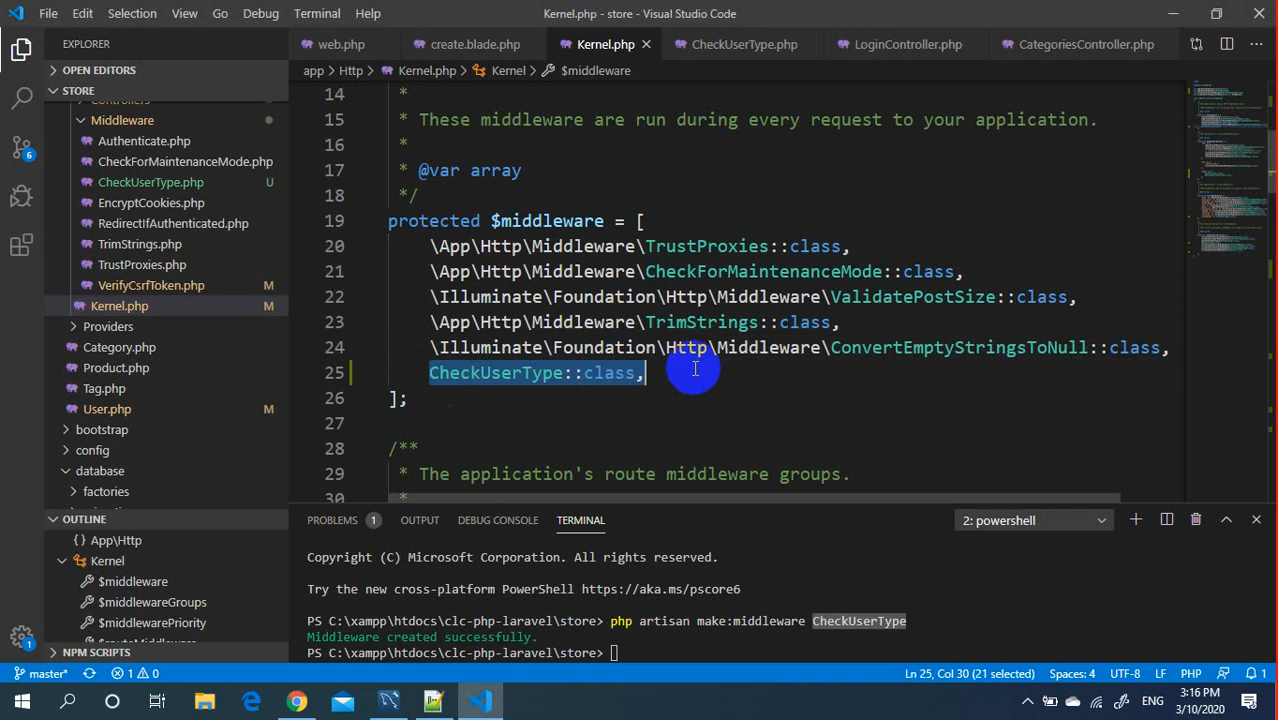 File Edit Selection View Go Debug Terminal Help Kernel.php - store - Visual Studio Code
EXPLORER
web.php create.blade.php Kernel.php CheckUserType.php LoginController.php CategoriesController.php
OPEN EDITORS
STORE
Controllers
Middleware
Authenticate.php
CheckForMaintenanceMode.php
CheckUserType.php U
EncryptCookies.php
RedirectIfAuthenticated.php
TrimStrings.php
TrustProxies.php
VerifyCsrfToken.php M
Kernel.php M
Providers
Category.php
Product.php
Tag.php
User.php M
bootstrap
config
database
factories
OUTLINE
{} App\Http
Kernel
$middleware
$middlewareGroups
$middlewarePriority
$routeMiddleware
NPM SCRIPTS
app > Http > Kernel.php > Kernel > $middleware
14 *
15 * These middleware are run during every request to your application.
16 *
17 * @var array
18 */
19 protected $middleware = [
20 \App\Http\Middleware\TrustProxies::class,
21 \App\Http\Middleware\CheckForMaintenanceMode::class,
22 \Illuminate\Foundation\Http\Middleware\ValidatePostSize::class,
23 \App\Http\Middleware\TrimStrings::class,
24 \Illuminate\Foundation\Http\Middleware\ConvertEmptyStringsToNull::class,
25 CheckUserType::class,
26 ];
27
28 /**
29 * The application's route middleware groups.
30 *
PROBLEMS 1 OUTPUT DEBUG CONSOLE TERMINAL 2: powershell
Copyright (C) Microsoft Corporation. All rights reserved.
Try the new cross-platform PowerShell https://aka.ms/pscore6
PS C:\xampp\htdocs\clc-php-laravel\store> php artisan make:middleware CheckUserType
Middleware created successfully.
PS C:\xampp\htdocs\clc-php-laravel\store>
6
1
master* 1 0 Ln 25, Col 30 (21 selected) Spaces: 4 UTF-8 LF PHP 1
ENG 3:16 PM
3/10/2020